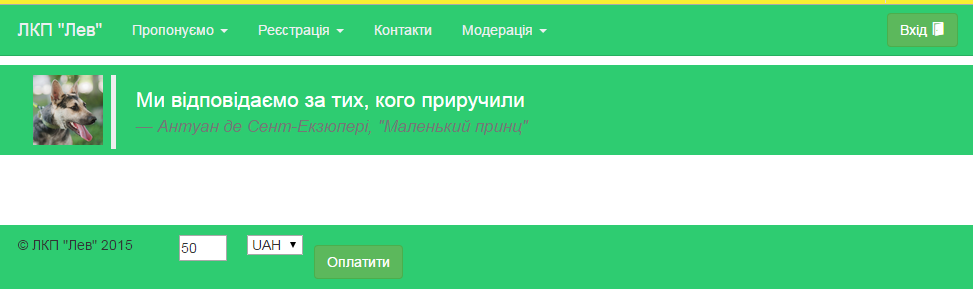 ЛКП "Лев" Пропонуємо Реєстрація Контакти Модерація Вхід
Ми відповідаємо за тих, кого приручили
— Антуан де Сент-Екзюпері, "Маленький принц"
© ЛКП "Лев" 2015 50 UAH Оплатити